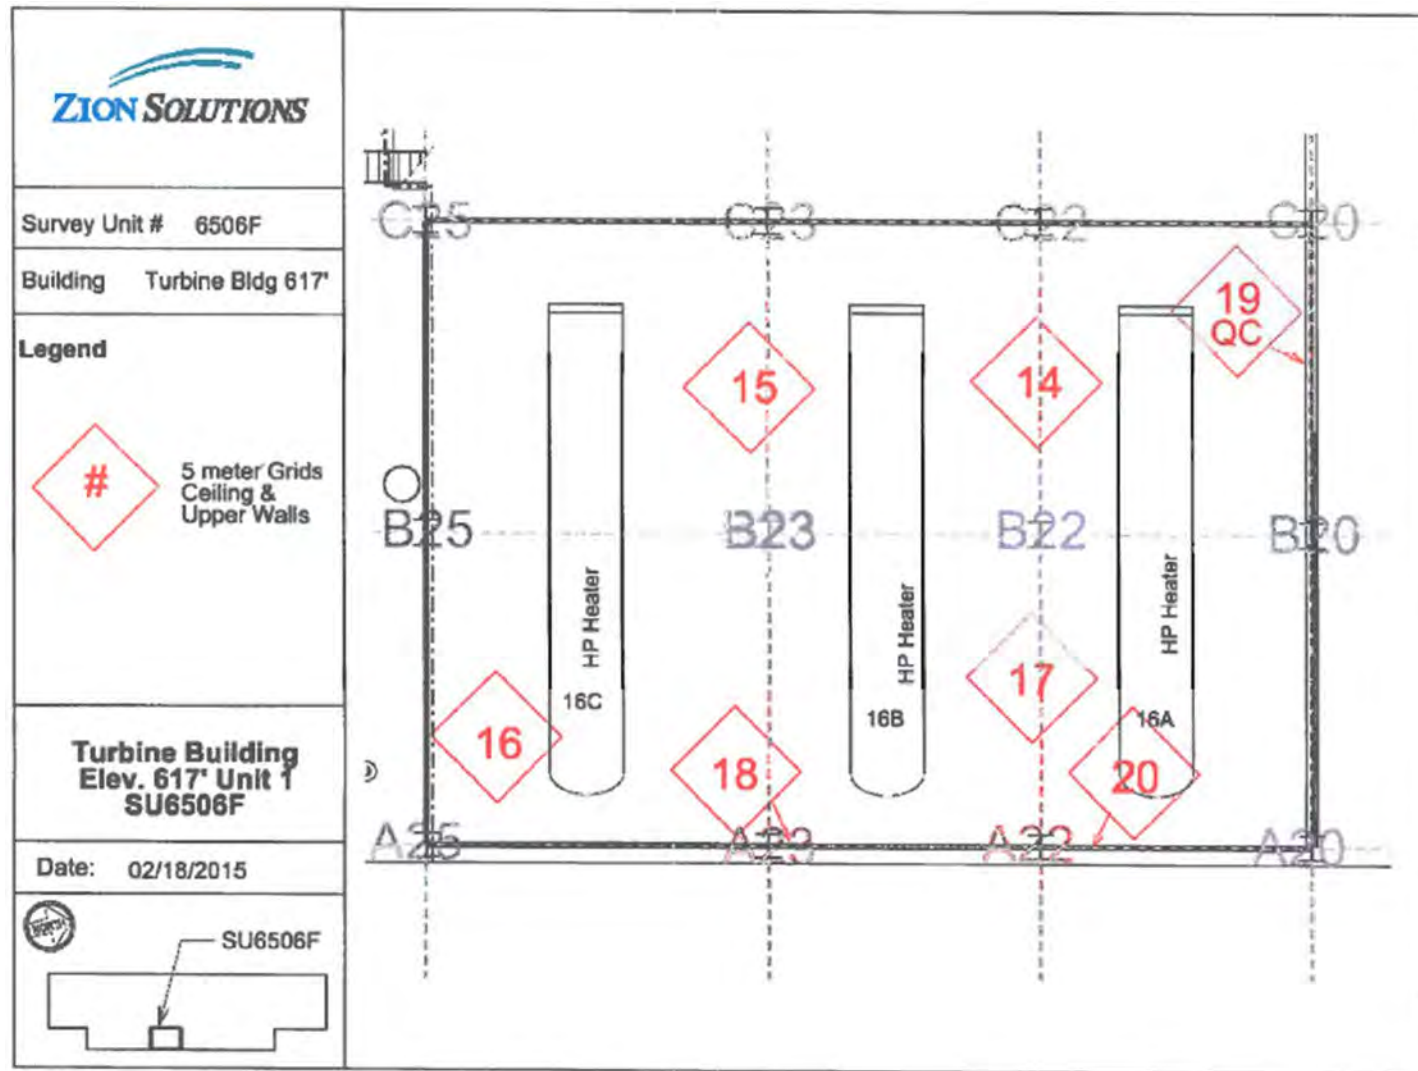 ZION SOLUTIONS
Survey Unit # 6506F
Building Turbine Bldg 617'
Legend
#
5 meter Grids
Ceiling &
Upper Walls
Turbine Building
Elev. 617' Unit 1
SU6506F
Date: 02/18/2015
SU6506F
C25 C23 C22
19
QC
15
14
B25 B23 B22 B20
HP Heater
16C
HP Heater
16B
HP Heater
16A
17
16
18
20
A25 A23 A22 A20